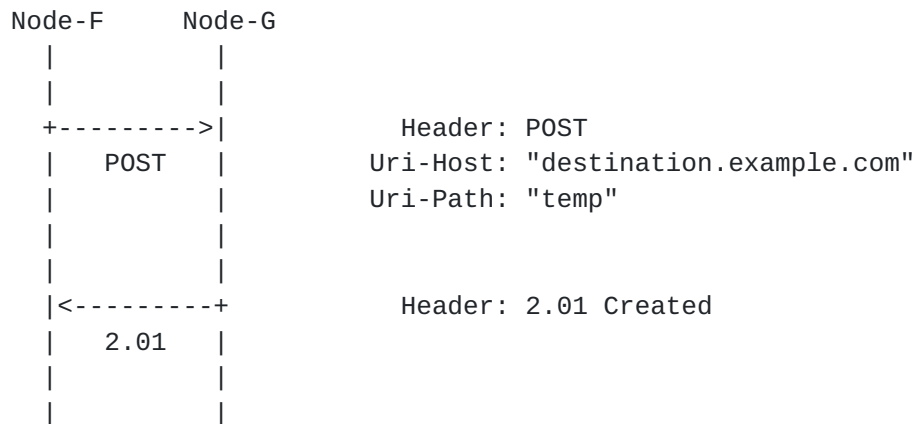 Node-F     Node-G
  |          |
  |          |
  +--------->|           Header: POST
  |   POST   |         Uri-Host: "destination.example.com"
  |          |         Uri-Path: "temp"
  |          |
  |          |
  |<---------+           Header: 2.01 Created
  |   2.01   |
  |          |
  |          |